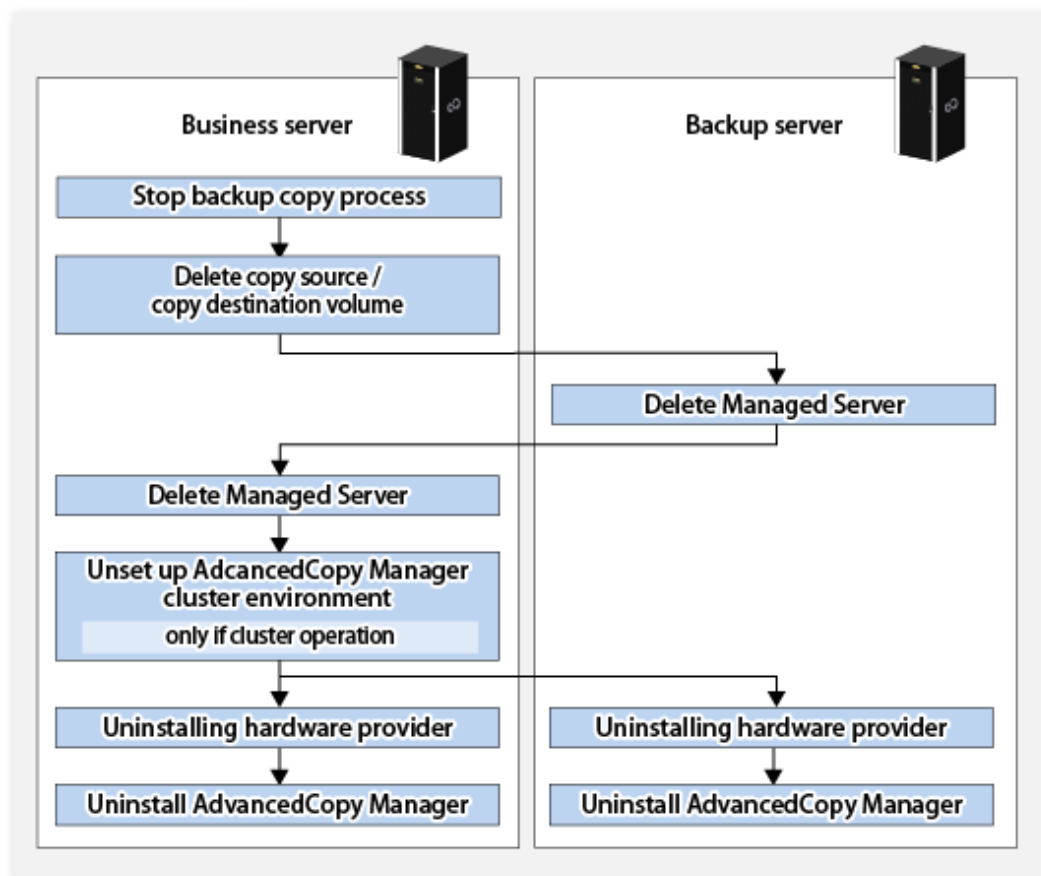 Business server
Backup server
Stop backup copy process
Delete copy source /
copy destination volume
Delete Managed Server
Delete Managed Server
Unset up AdcancedCopy Manager
cluster environment
only if cluster operation
Uninstalling hardware provider
Uninstalling hardware provider
Uninstall AdvancedCopy Manager
Uninstall AdvancedCopy Manager